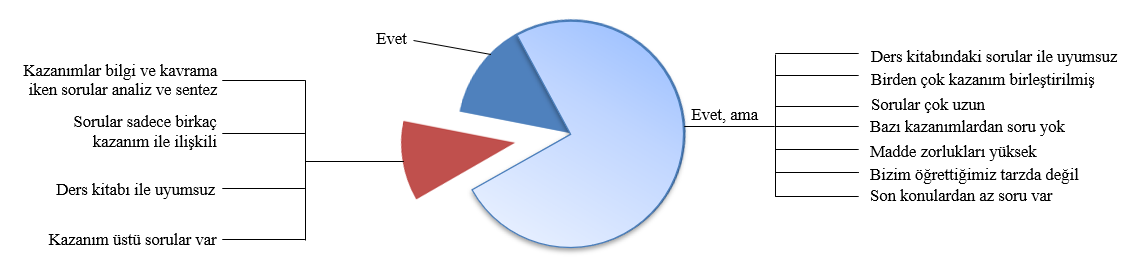 Evet
Kazanımlar bilgi ve kavrama
iken sorular analiz ve sentez
Sorular sadece birkaç
kazanım ile ilişkili
Ders kitabı ile uyumsuz
Kazanım üstü sorular var
Evet, ama
Ders kitabındaki sorular ile uyumsuz
Birden çok kazanım birleştirilmiş
Sorular çok uzun
Bazı kazanımlardan soru yok
Madde zorlukları yüksek
Bizim öğrettiğimiz tarzda değil
Son konulardan az soru var